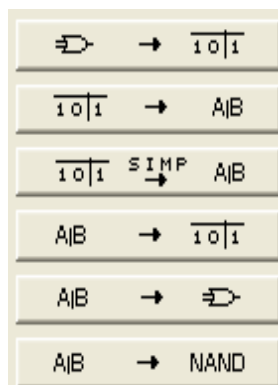 → 10|1
10|1 → A|B
10|1 SIMP → A|B
A|B → 10|1
A|B →
A|B → NAND